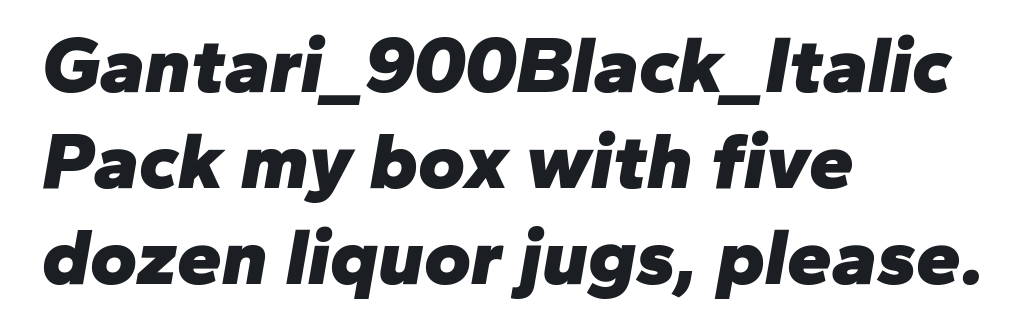 Gantari_900Black_Italic
Pack my box with five
dozen liquor jugs, please.